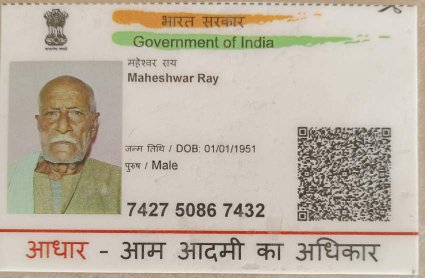 भारत सरकार
Government of India
महेश्वर राय
Maheshwar Ray
जन्म तिथि / DOB: 01/01/1951
पुरुष / Male
7427 5086 7432
आधार - आम आदमी का अधिकार